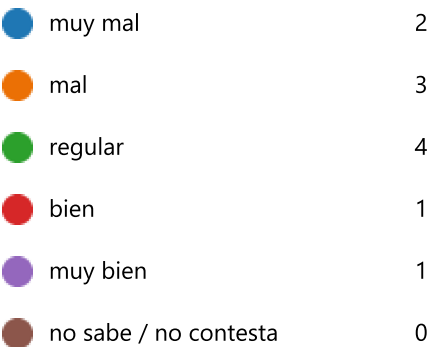 muy mal 2
mal 3
regular 4
bien 1
muy bien 1
no sabe / no contesta 0